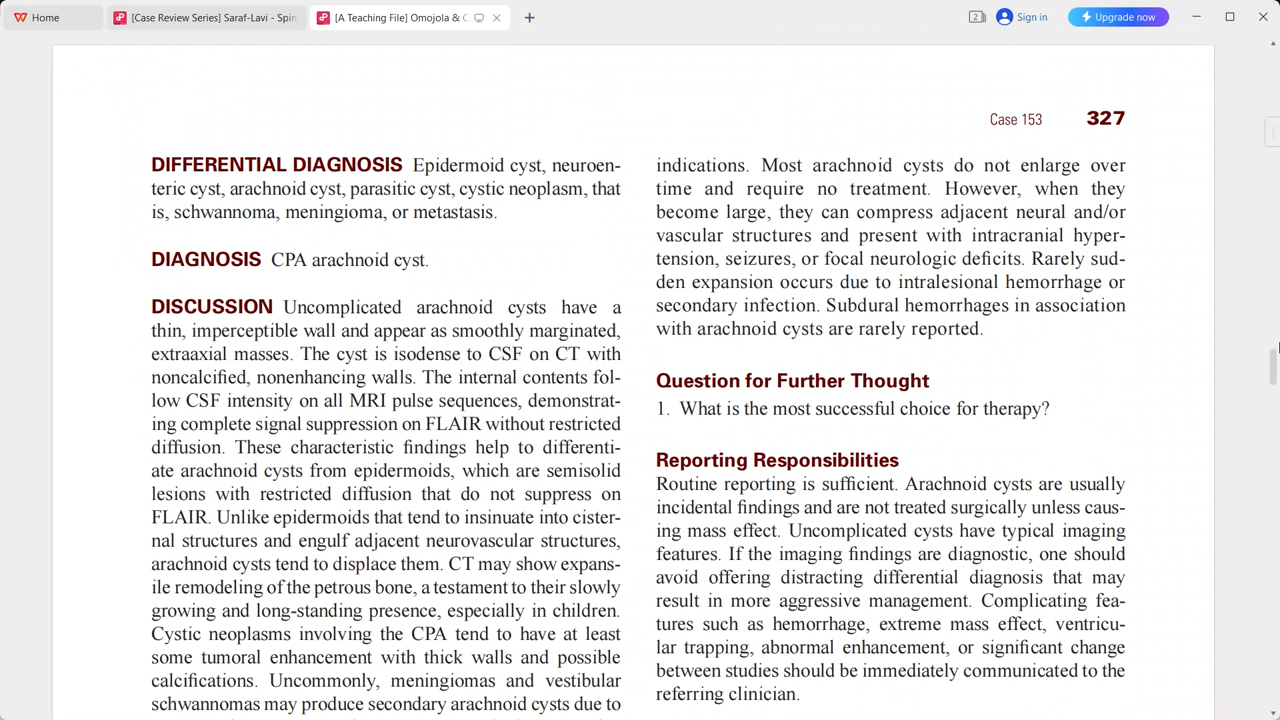 Home
[Case Review Series] Saraf-Lavi - Spin
[A Teaching File] Omojola & C
2
Sign in
Upgrade now
Case 153 327
DIFFERENTIAL DIAGNOSIS Epidermoid cyst, neuroen-
teric cyst, arachnoid cyst, parasitic cyst, cystic neoplasm, that
is, schwannoma, meningioma, or metastasis.
DIAGNOSIS CPA arachnoid cyst.
DISCUSSION Uncomplicated arachnoid cysts have a
thin, imperceptible wall and appear as smoothly marginated,
extraaxial masses. The cyst is isodense to CSF on CT with
noncalcified, nonenhancing walls. The internal contents fol-
low CSF intensity on all MRI pulse sequences, demonstrat-
ing complete signal suppression on FLAIR without restricted
diffusion. These characteristic findings help to differenti-
ate arachnoid cysts from epidermoids, which are semisolid
lesions with restricted diffusion that do not suppress on
FLAIR. Unlike epidermoids that tend to insinuate into cister-
nal structures and engulf adjacent neurovascular structures,
arachnoid cysts tend to displace them. CT may show expans-
ile remodeling of the petrous bone, a testament to their slowly
growing and long-standing presence, especially in children.
Cystic neoplasms involving the CPA tend to have at least
some tumoral enhancement with thick walls and possible
calcifications. Uncommonly, meningiomas and vestibular
schwannomas may produce secondary arachnoid cysts due to
indications. Most arachnoid cysts do not enlarge over
time and require no treatment. However, when they
become large, they can compress adjacent neural and/or
vascular structures and present with intracranial hyper-
tension, seizures, or focal neurologic deficits. Rarely sud-
den expansion occurs due to intralesional hemorrhage or
secondary infection. Subdural hemorrhages in association
with arachnoid cysts are rarely reported.
Question for Further Thought
1. What is the most successful choice for therapy?
Reporting Responsibilities
Routine reporting is sufficient. Arachnoid cysts are usually
incidental findings and are not treated surgically unless caus-
ing mass effect. Uncomplicated cysts have typical imaging
features. If the imaging findings are diagnostic, one should
avoid offering distracting differential diagnosis that may
result in more aggressive management. Complicating fea-
tures such as hemorrhage, extreme mass effect, ventricu-
lar trapping, abnormal enhancement, or significant change
between studies should be immediately communicated to the
referring clinician.